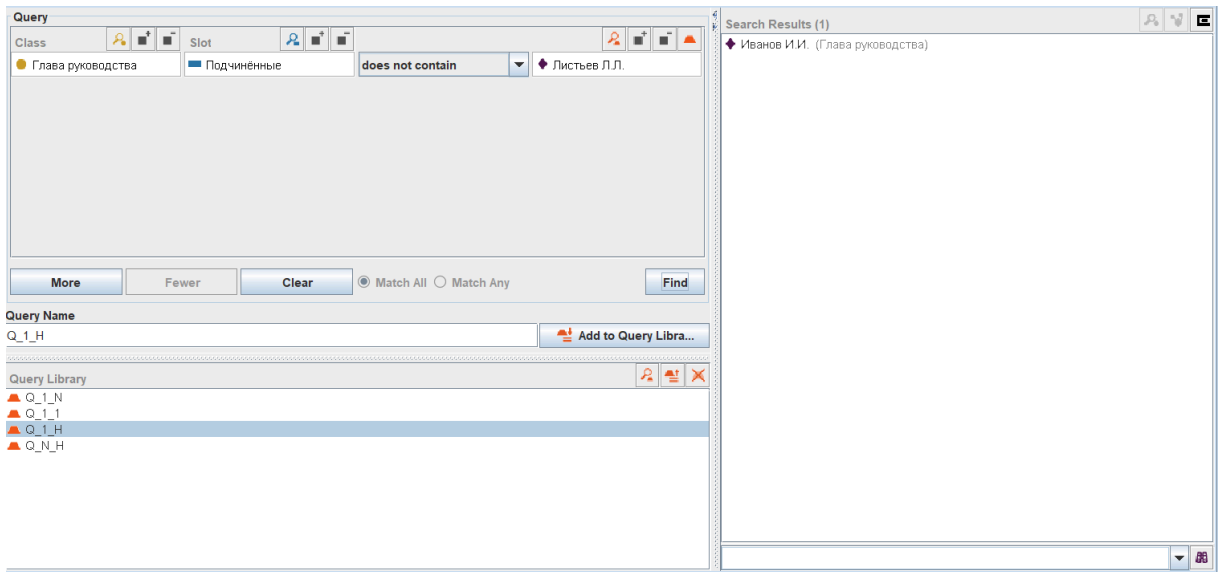 Query
Class Slot
Глава руководства Подчинённые does not contain Листьев Л.Л.
More Fewer Clear Match All Match Any Find
Query Name
Q_1_H Add to Query Libra...
Query Library
Q_1_N
Q_1_1
Q_1_H
Q_N_H
Search Results (1)
Иванов И.И. (Глава руководства)